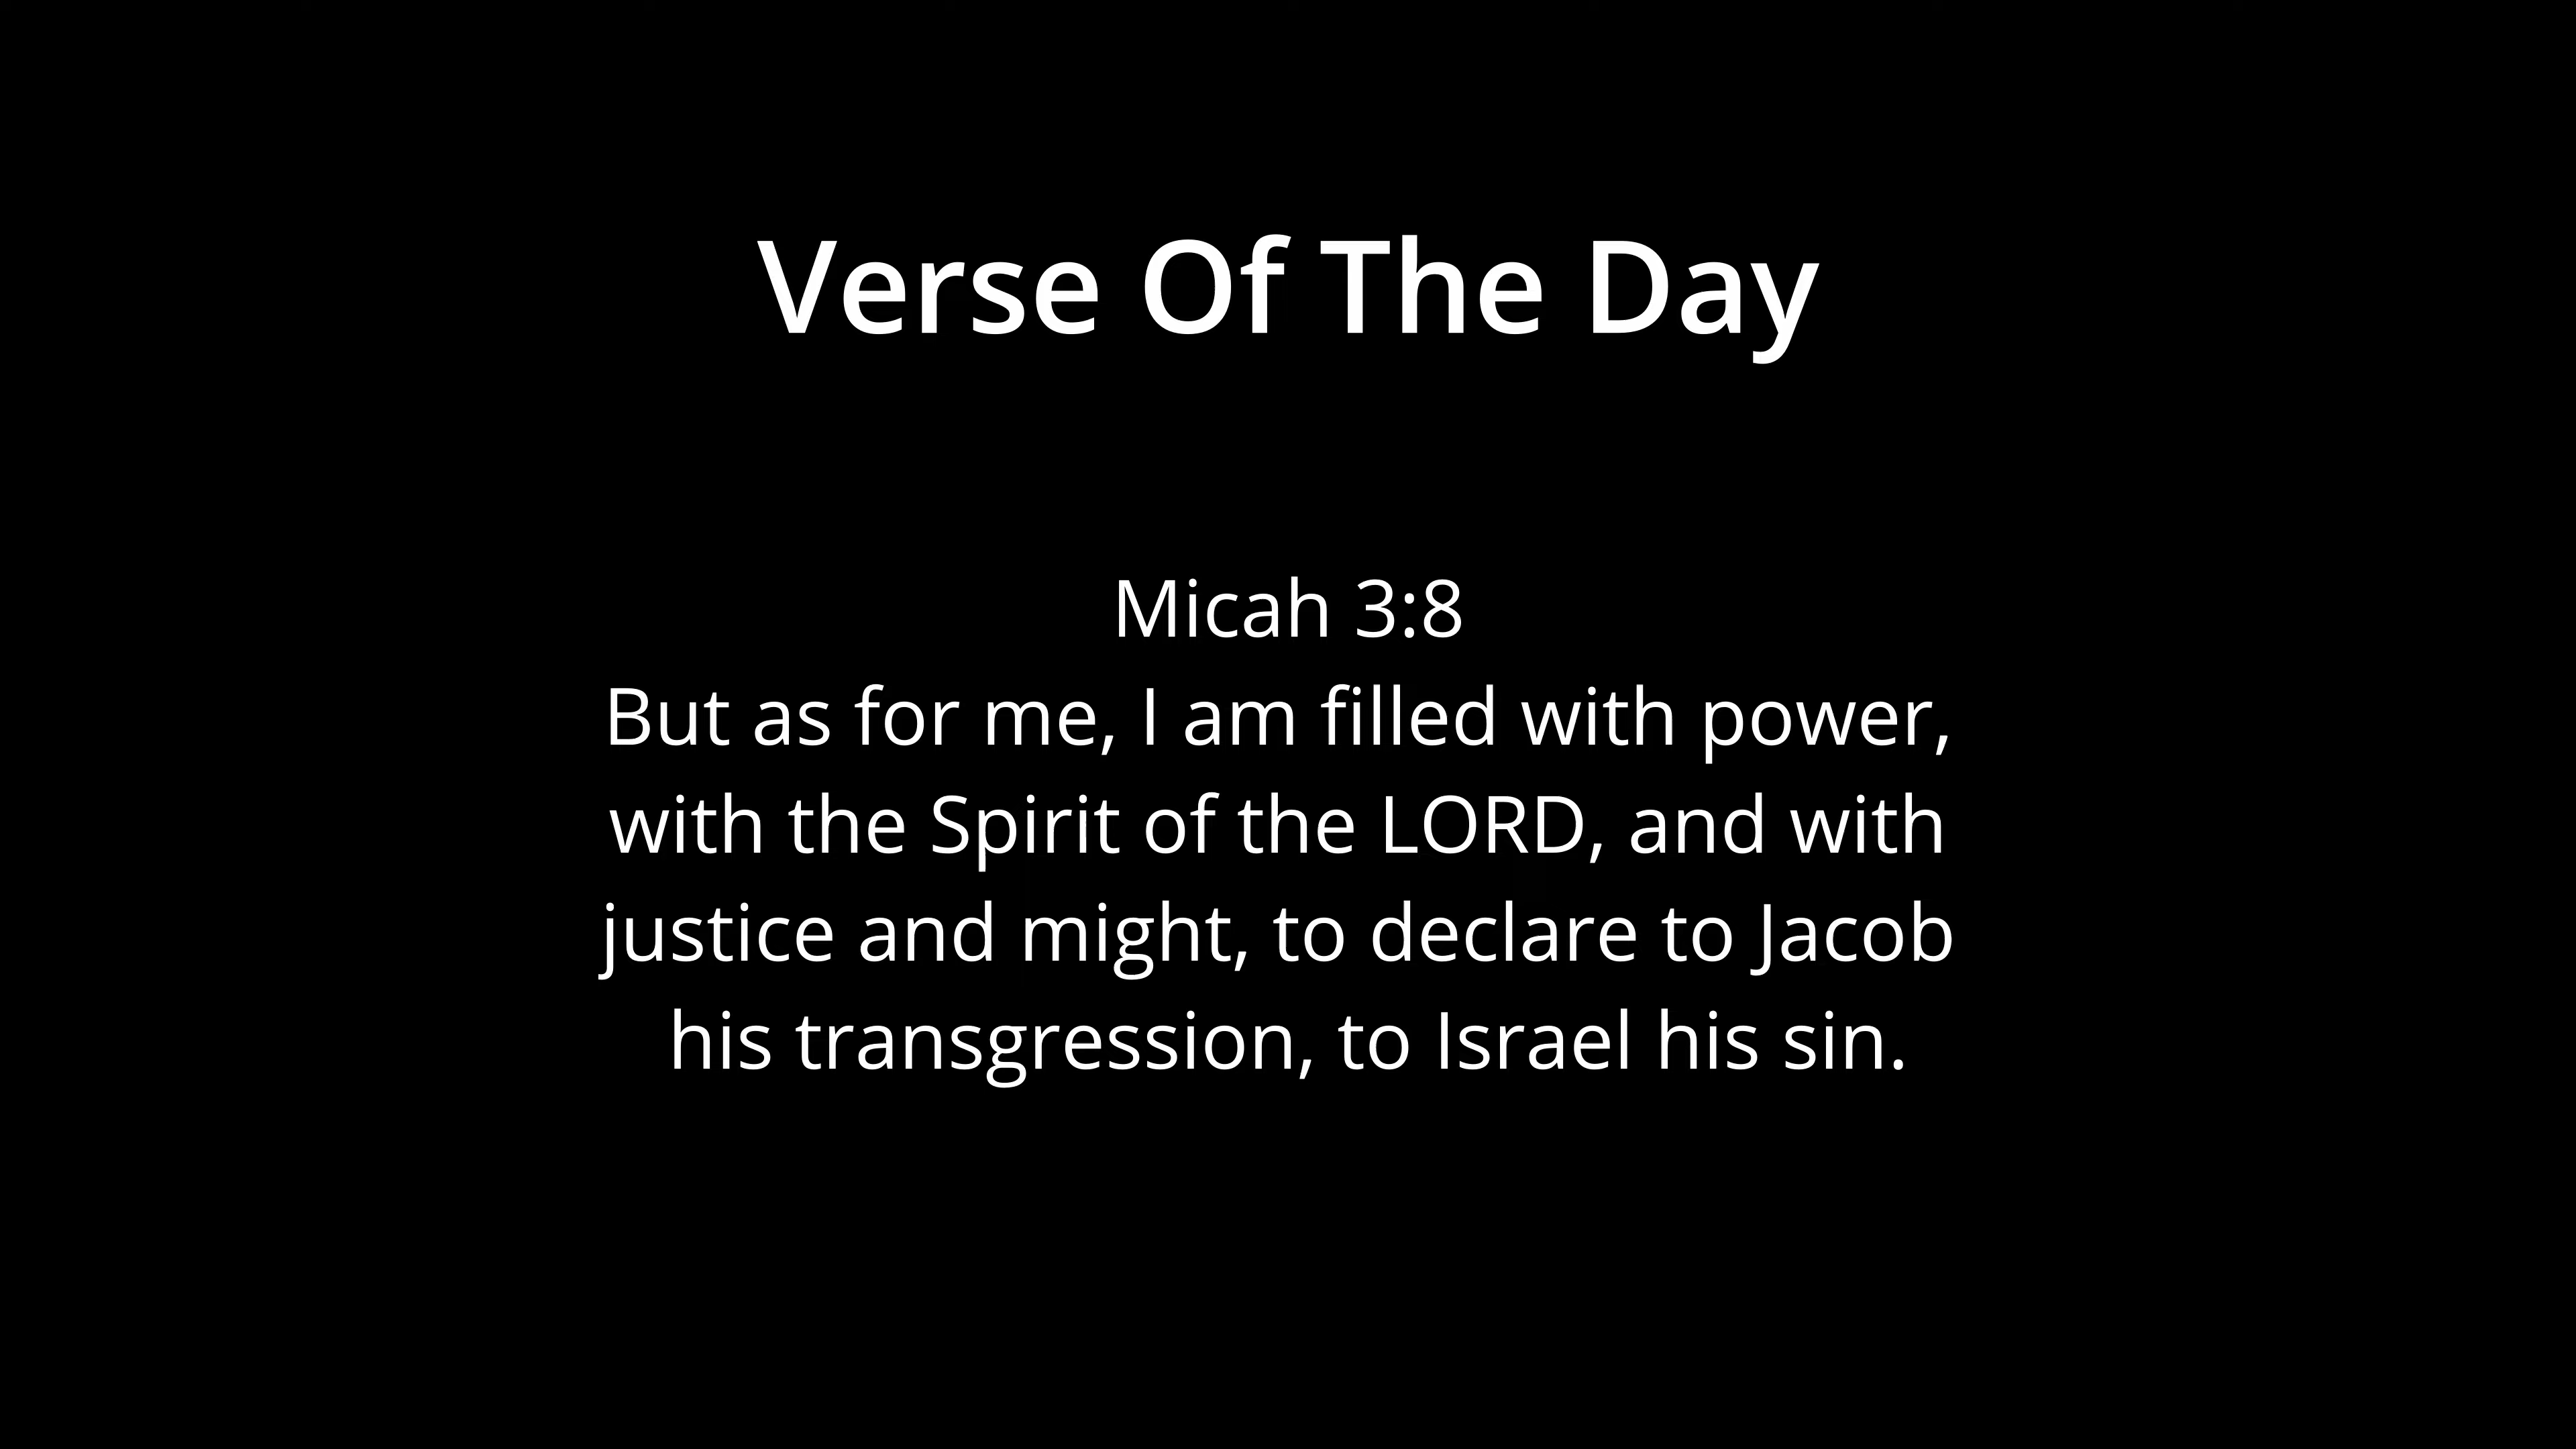 Verse Of The Day
Micah 3:8
But as for me, I am filled with power,
with the Spirit of the LORD, and with
justice and might, to declare to Jacob
his transgression, to Israel his sin.